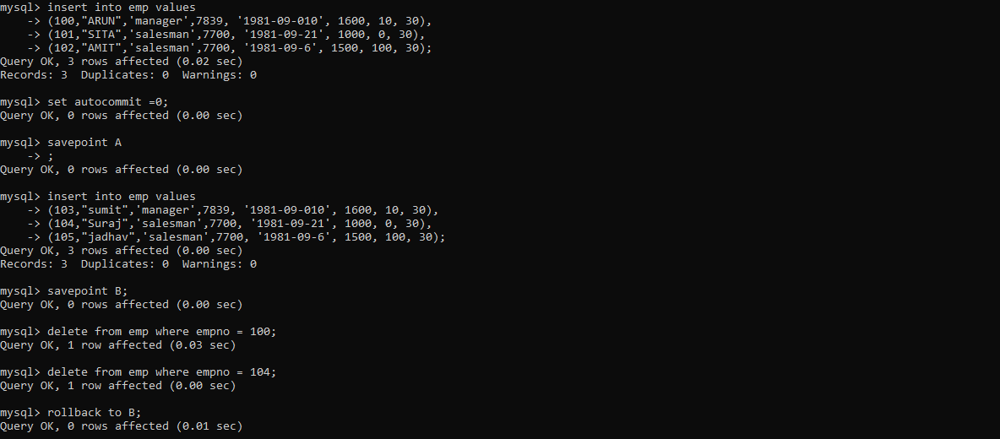 mysql> insert into emp values
    -> (100,"ARUN",'manager',7839, '1981-09-010', 1600, 10, 30),
    -> (101,"SITA",'salesman',7700, '1981-09-21', 1000, 0, 30),
    -> (102,"AMIT",'salesman',7700, '1981-09-6', 1500, 100, 30);
Query OK, 3 rows affected (0.02 sec)
Records: 3  Duplicates: 0  Warnings: 0

mysql> set autocommit =0;
Query OK, 0 rows affected (0.00 sec)

mysql> savepoint A
    -> ;
Query OK, 0 rows affected (0.00 sec)

mysql> insert into emp values
    -> (103,"sumit",'manager',7839, '1981-09-010', 1600, 10, 30),
    -> (104,"Suraj",'salesman',7700, '1981-09-21', 1000, 0, 30),
    -> (105,"jadhav",'salesman',7700, '1981-09-6', 1500, 100, 30);
Query OK, 3 rows affected (0.00 sec)
Records: 3  Duplicates: 0  Warnings: 0

mysql> savepoint B;
Query OK, 0 rows affected (0.00 sec)

mysql> delete from emp where empno = 100;
Query OK, 1 row affected (0.03 sec)

mysql> delete from emp where empno = 104;
Query OK, 1 row affected (0.00 sec)

mysql> rollback to B;
Query OK, 0 rows affected (0.01 sec)